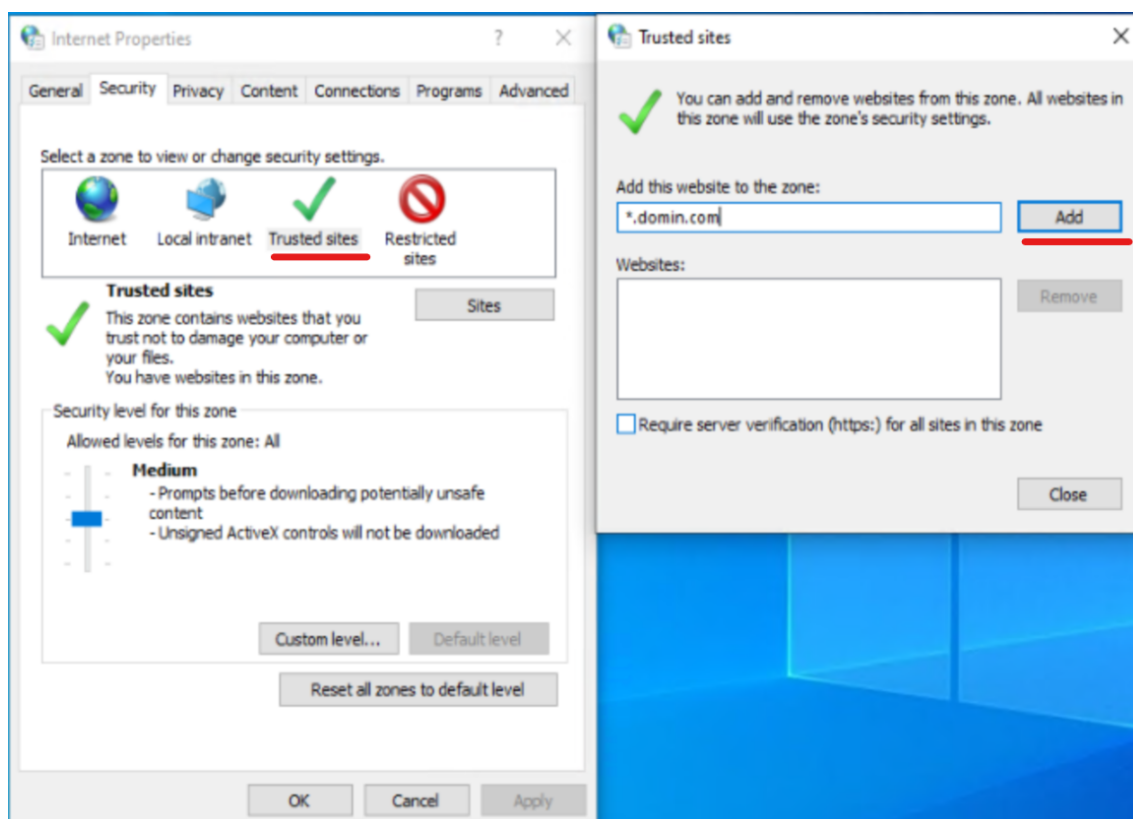 Internet Properties
?
General Security Privacy Content Connections Programs Advanced
Select a zone to view or change security settings.
Internet
Local intranet
Trusted sites
Restricted
sites
Trusted sites
Sites
This zone contains websites that you
trust not to damage your computer or
your files.
You have websites in this zone.
Security level for this zone
Allowed levels for this zone: All
Medium
- Prompts before downloading potentially unsafe
content
- Unsigned ActiveX controls will not be downloaded
Custom level...
Default level
Reset all zones to default level
OK
Cancel
Apply
Trusted sites
You can add and remove websites from this zone. All websites in
this zone will use the zone's security settings.
Add this website to the zone:
*.domin.com
Add
Websites:
Remove
Require server verification (https:) for all sites in this zone
Close